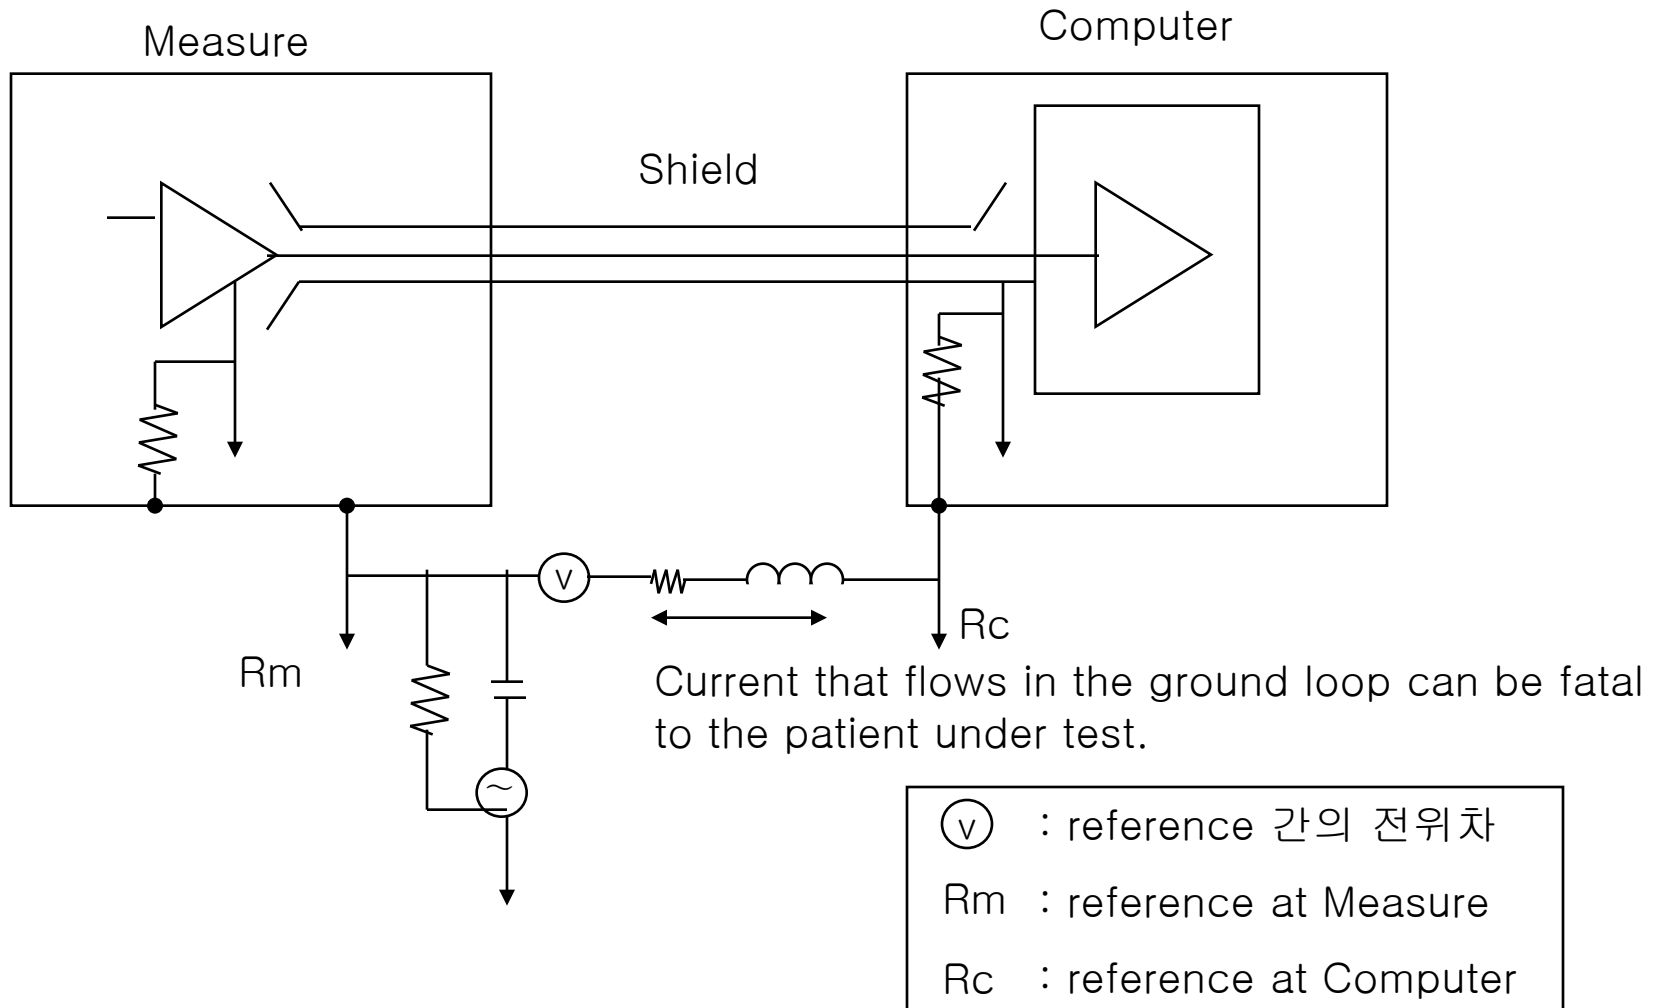 Measure
Computer
Shield
V
Rm
Rc
~
Current that flows in the ground loop can be fatal
to the patient under test.
V : reference 간의 전위차
Rm : reference at Measure
Rc : reference at Computer